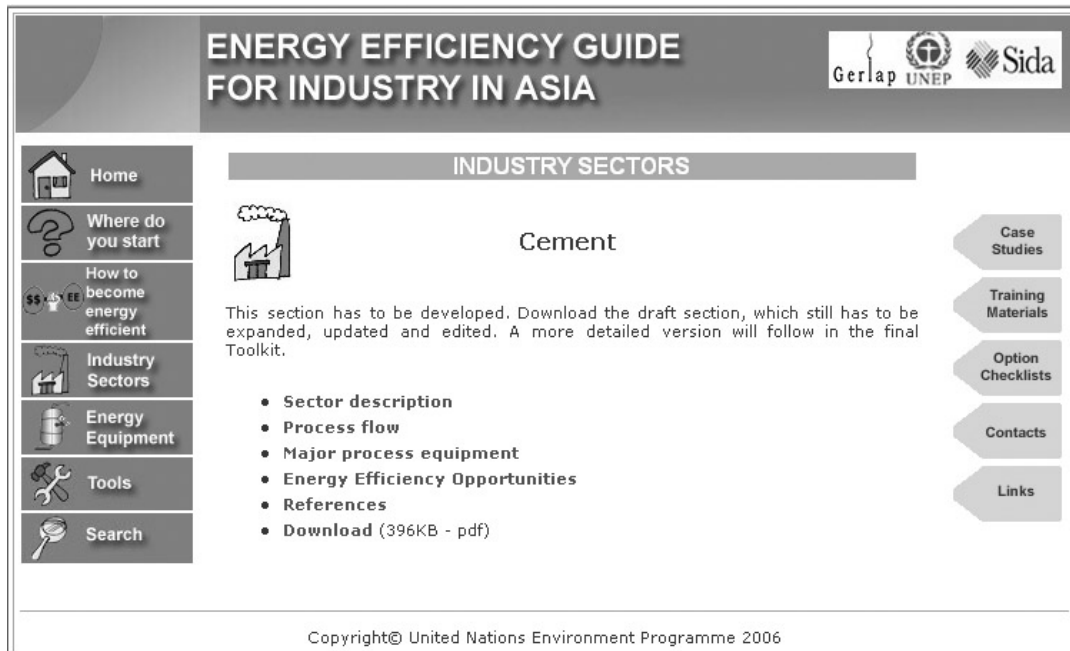 ENERGY EFFICIENCY GUIDE
FOR INDUSTRY IN ASIA
Gerlap
UNEP
Sida
Home
Where do
you start
$$
EE
How to
become
energy
efficient
Industry
Sectors
Energy
Equipment
Tools
Search
INDUSTRY SECTORS
Cement
This section has to be developed. Download the draft section, which still has to be
expanded, updated and edited. A more detailed version will follow in the final
Toolkit.
• Sector description
• Process flow
• Major process equipment
• Energy Efficiency Opportunities
• References
• Download (396KB - pdf)
Case
Studies
Training
Materials
Option
Checklists
Contacts
Links
Copyright© United Nations Environment Programme 2006